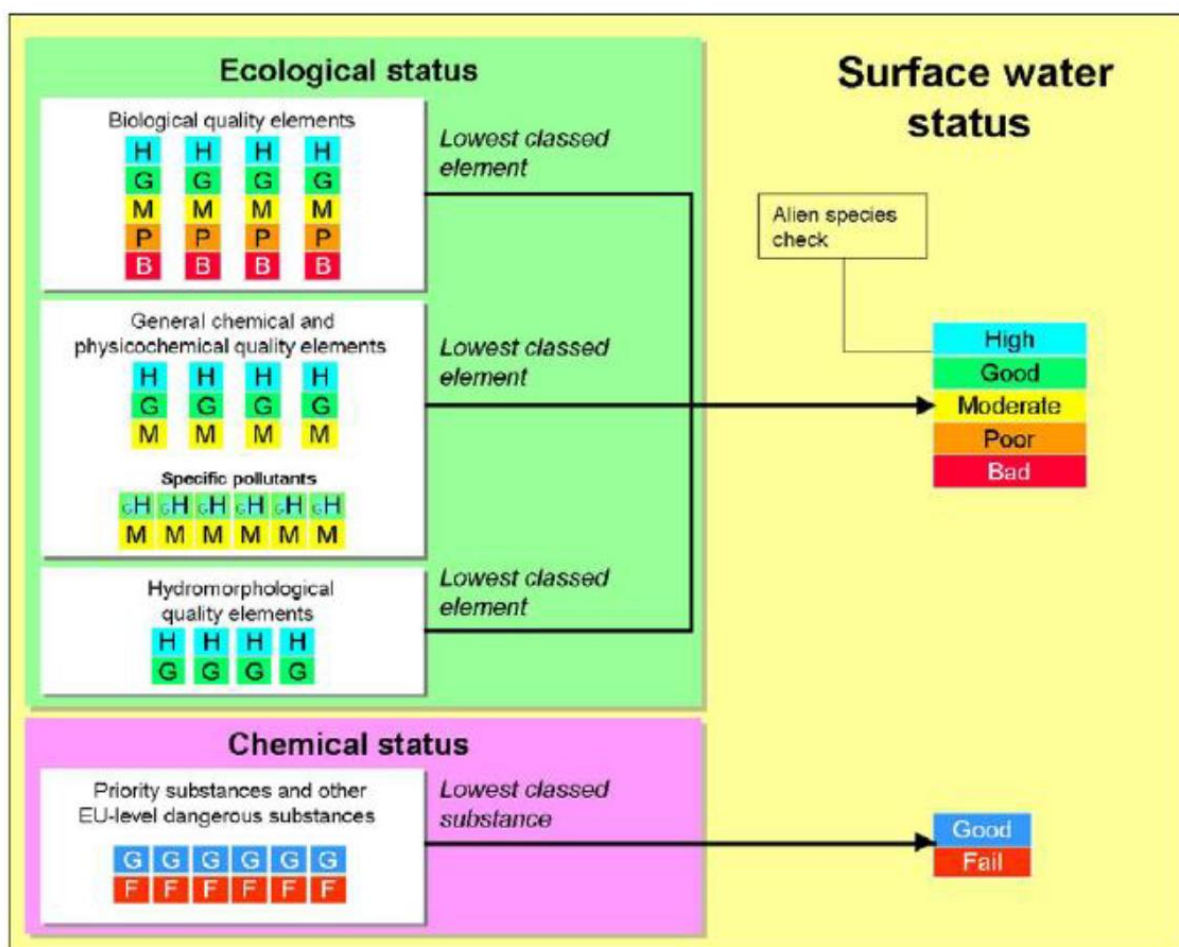 Ecological status
Surface water
status
Biological quality elements
H H H H
G G G G
M M M M
P P P P
B B B B
Lowest classed
element
Alien species
check
General chemical and
physicochemical quality elements
H H H H
G G G G
M M M M
Lowest classed
element
Specific pollutants
GH GH GH GH GH GH
M M M M M M
High
Good
Moderate
Poor
Bad
Hydromorphological
quality elements
H H H H
G G G G
Lowest classed
element
Chemical status
Priority substances and other
EU-level dangerous substances
G G G G G G
F F F F F F
Lowest classed
substance
Good
Fail